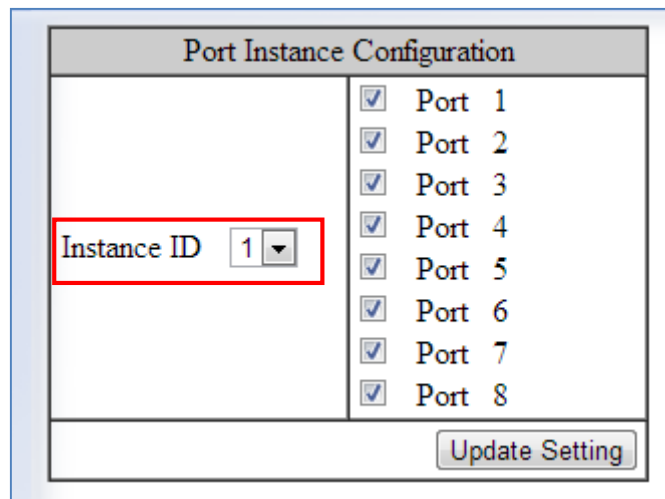 Port Instance Configuration
Instance ID 1
Port 1
Port 2
Port 3
Port 4
Port 5
Port 6
Port 7
Port 8
Update Setting